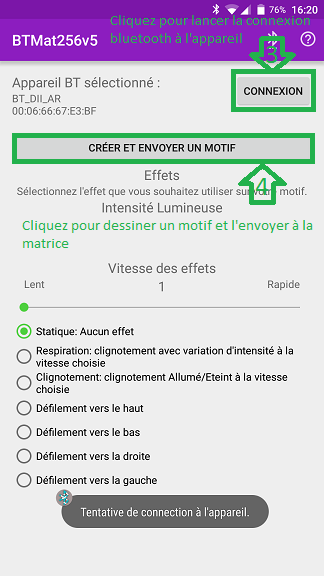 76% 16:20
Cliquez pour lancer la connexion
BTMat256v5
bluetooth à l'appareil
3
Appareil BT sélectionné :
BT_DII_AR
00:06:66:67:E3:BF
CONNEXION
CRÉER ET ENVOYER UN MOTIF
4
Effets
Sélectionnez l'effet que vous souhaitez utiliser sur votre motif.
Intensité Lumineuse
Cliquez pour dessiner un motif et l'envoyer à la
matrice
Vitesse des effets
Lent 1 Rapide
Statique: Aucun effet
Respiration: clignotement avec variation d'intensité à la
vitesse choisie
Clignotement: clignotement Allumé/Eteint à la vitesse
choisie
Défilement vers le haut
Défilement vers le bas
Défilement vers la droite
Défilement vers la gauche
Tentative de connection à l'appareil.